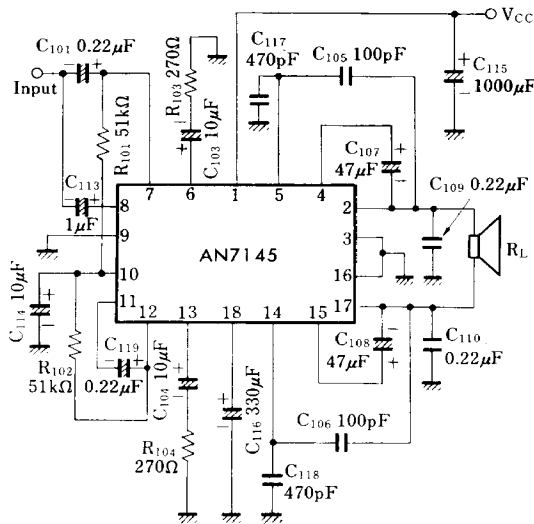 VCC
C101 0.22μF
Input
R101 51kΩ
R103 270Ω
C103 10μF
C117
470pF
C105 100pF
C115
1000μF
C107
47μF
C109 0.22μF
C113
1μF
7 6 1 5 4
8
9
10
11
AN7145
2
3
16
17
12 13 18 14 15
RL
C114 10μF
R102
51kΩ
C119
0.22μF
C104 10μF
R104
270Ω
C116 330μF
C108
47μF
C110
0.22μF
C106 100pF
C118
470pF